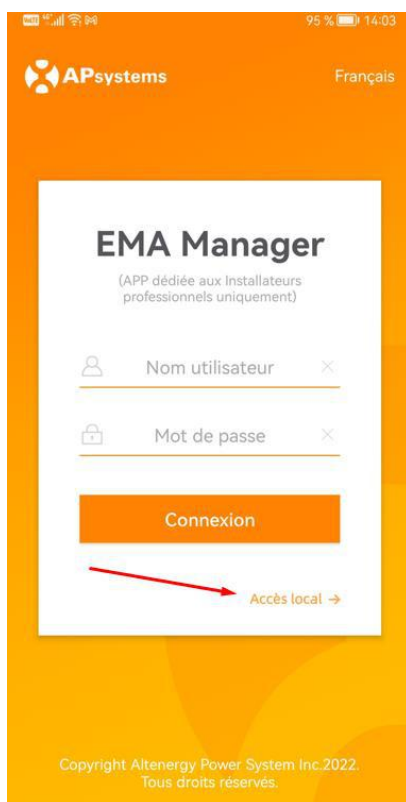 95 % 14:03
APsystems
Français
EMA Manager
(APP dédiée aux Installateurs
professionnels uniquement)
Nom utilisateur
Mot de passe
Connexion
Accès local →
Copyright Altenergy Power System Inc.2022.
Tous droits réservés.